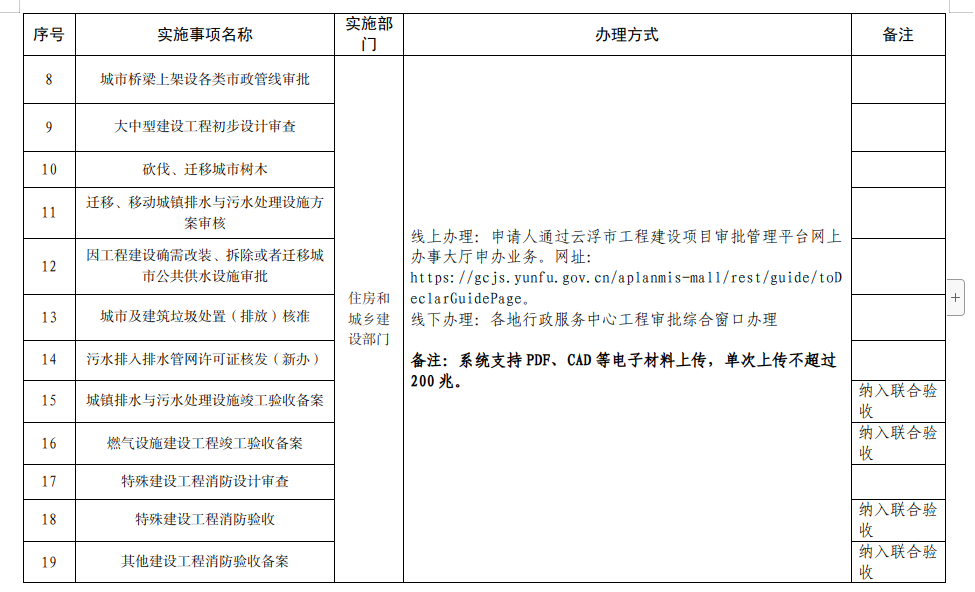 序号 实施事项名称 实施部门 办理方式 备注
8 城市桥梁上架设各类市政管线审批
9 大中型建设工程初步设计审查
10 砍伐、迁移城市树木
11 迁移、移动城镇排水与污水处理设施方
案审核
12 因工程建设确需改装、拆除或者迁移城
市公共供水设施审批
13 城市及建筑垃圾处置（排放）核准
14 污水排入排水管网许可证核发（新办）
15 城镇排水与污水处理设施竣工验收备案
16 燃气设施建设工程竣工验收备案
17 特殊建设工程消防设计审查
18 特殊建设工程消防验收
19 其他建设工程消防验收备案
住房和
城乡建
设部门
线上办理：申请人通过云浮市工程建设项目审批管理平台网上
办事大厅申办业务。网址：
https://gcjs.yunfu.gov.cn/aplanmis-mall/rest/guide/toD
eclarGuidePage。
线下办理：各地行政服务中心工程审批综合窗口办理
备注：系统支持 PDF、CAD 等电子材料上传，单次上传不超过
200 兆。
纳入联合验
收
纳入联合验
收
纳入联合验
收
纳入联合验
收